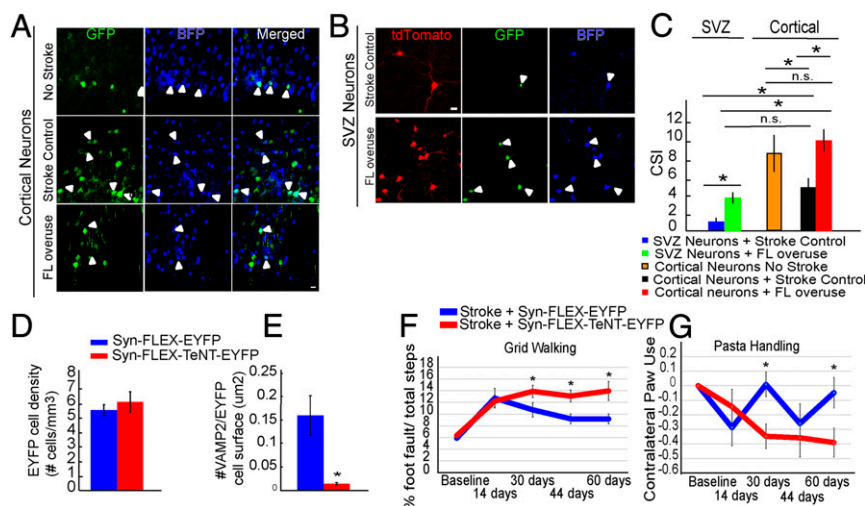 A
Cortical Neurons
GFP
BFP
Merged
No Stroke
Stroke Control
FL overuse
B
SVZ Neurons
tdTomato
GFP
BFP
Stroke Control
FL overuse
C
SVZ
Cortical
*
*
n.s.
*
*
n.s.
*
CSI
12
10
8
6
4
2
0
SVZ Neurons + Stroke Control
SVZ Neurons + FL overuse
Cortical Neurons No Stroke
Cortical Neurons + Stroke Control
Cortical neurons + FL overuse
D
E
Syn-FLEX-EYFP
Syn-FLEX-TeNT-EYFP
EYFP cell density
(# cells/mm3)
8
7
6
5
4
3
2
1
0
#VAMP2/EYFP
cell surface (um2)
0.25
0.2
0.15
0.1
0.05
0
*
F
G
Stroke + Syn-FLEX-EYFP
Stroke + Syn-FLEX-TeNT-EYFP
Grid Walking
% foot fault/ total steps
18
16
14
12
10
8
6
4
2
0
* * *
Baseline 30 days 60 days
14 days 44 days
Pasta Handling
Contralateral Paw Use
0.1
0
-0.1
-0.2
-0.3
-0.4
-0.5
-0.6
* *
Baseline 30 days 60 days
14 days 44 days